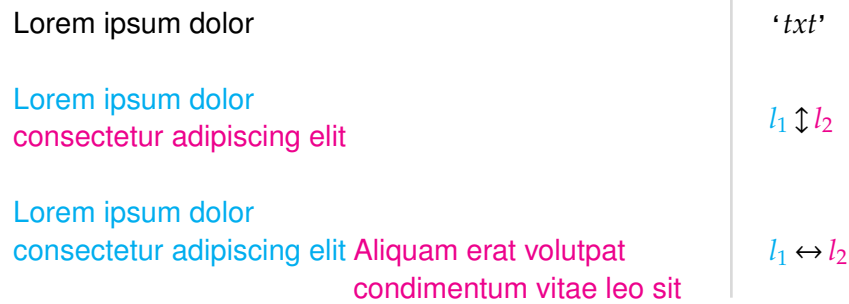 Lorem ipsum dolor ‘txt’
Lorem ipsum dolor
consectetur adipiscing elit
l₁ ↕ l₂
Lorem ipsum dolor
consectetur adipiscing elit Aliquam erat volutpat
condimentum vitae leo sit
l₁ ↔ l₂